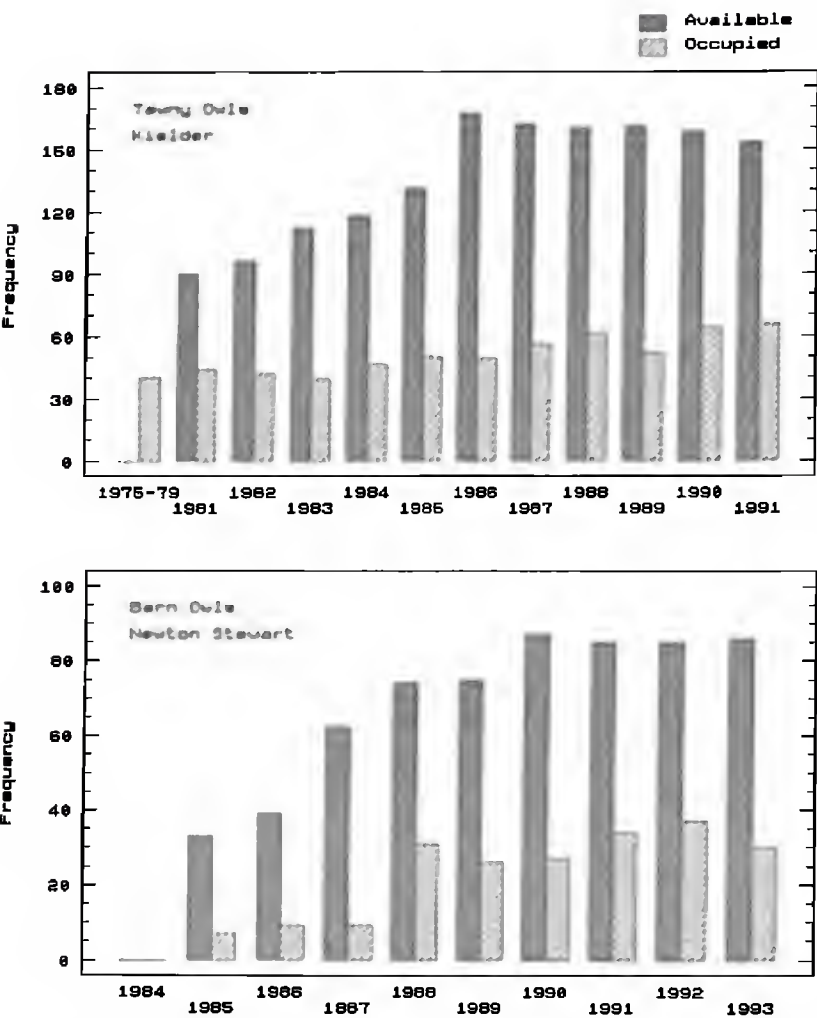 Available
Occupied
Tawny Owls
Kielder
Frequency
180
150
120
90
60
30
0
1975-79 1982 1984 1986 1988 1990
1981 1983 1985 1987 1989 1991
Barn Owls
Newton Stewart
Frequency
100
80
60
40
20
0
1984 1986 1988 1990 1992
1985 1887 1989 1991 1993